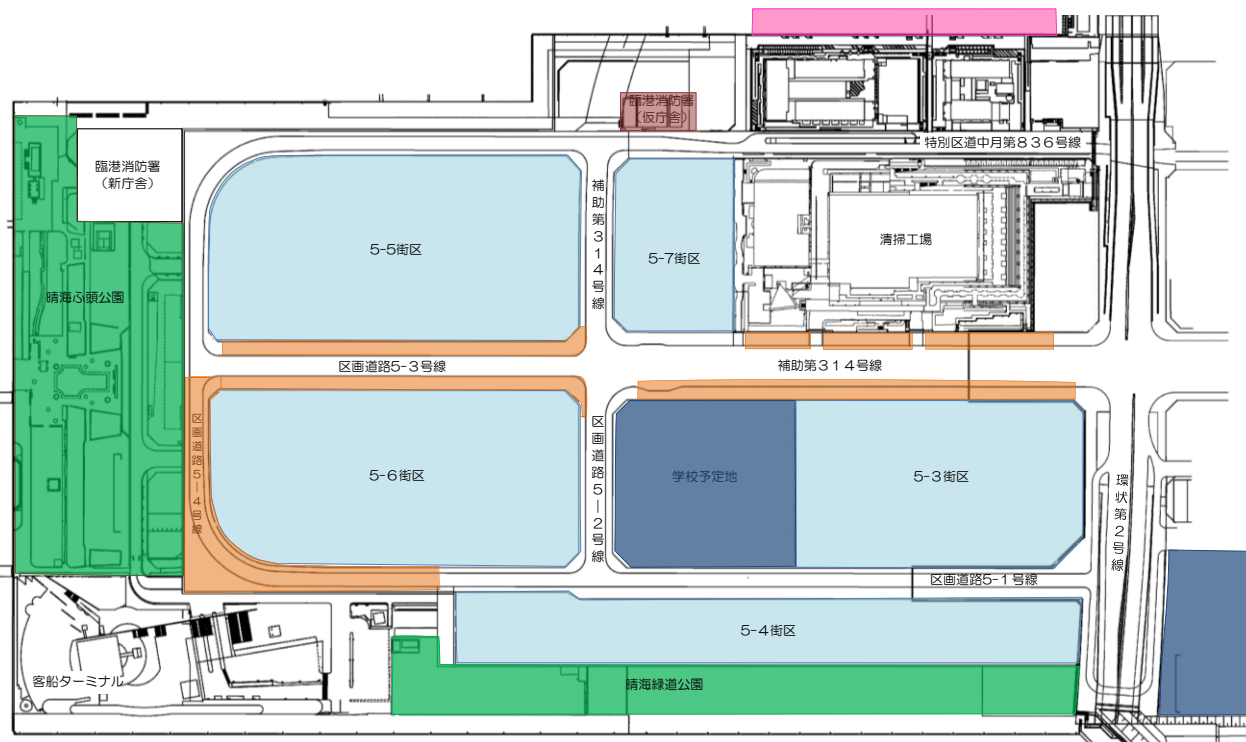 臨港消防署
（仮庁舎）
特別区道中月第８３６号線
臨港消防署
（新庁舎）
補助第３１４号線
5-5街区
5-7街区
清掃工場
晴海ふ頭公園
区画道路5-3号線
補助第３１４号線
区画道路５―４号線
5-6街区
区画道路５―２号線
学校予定地
5-3街区
環状第２号線
区画道路5-1号線
5-4街区
客船ターミナル
晴海緑道公園